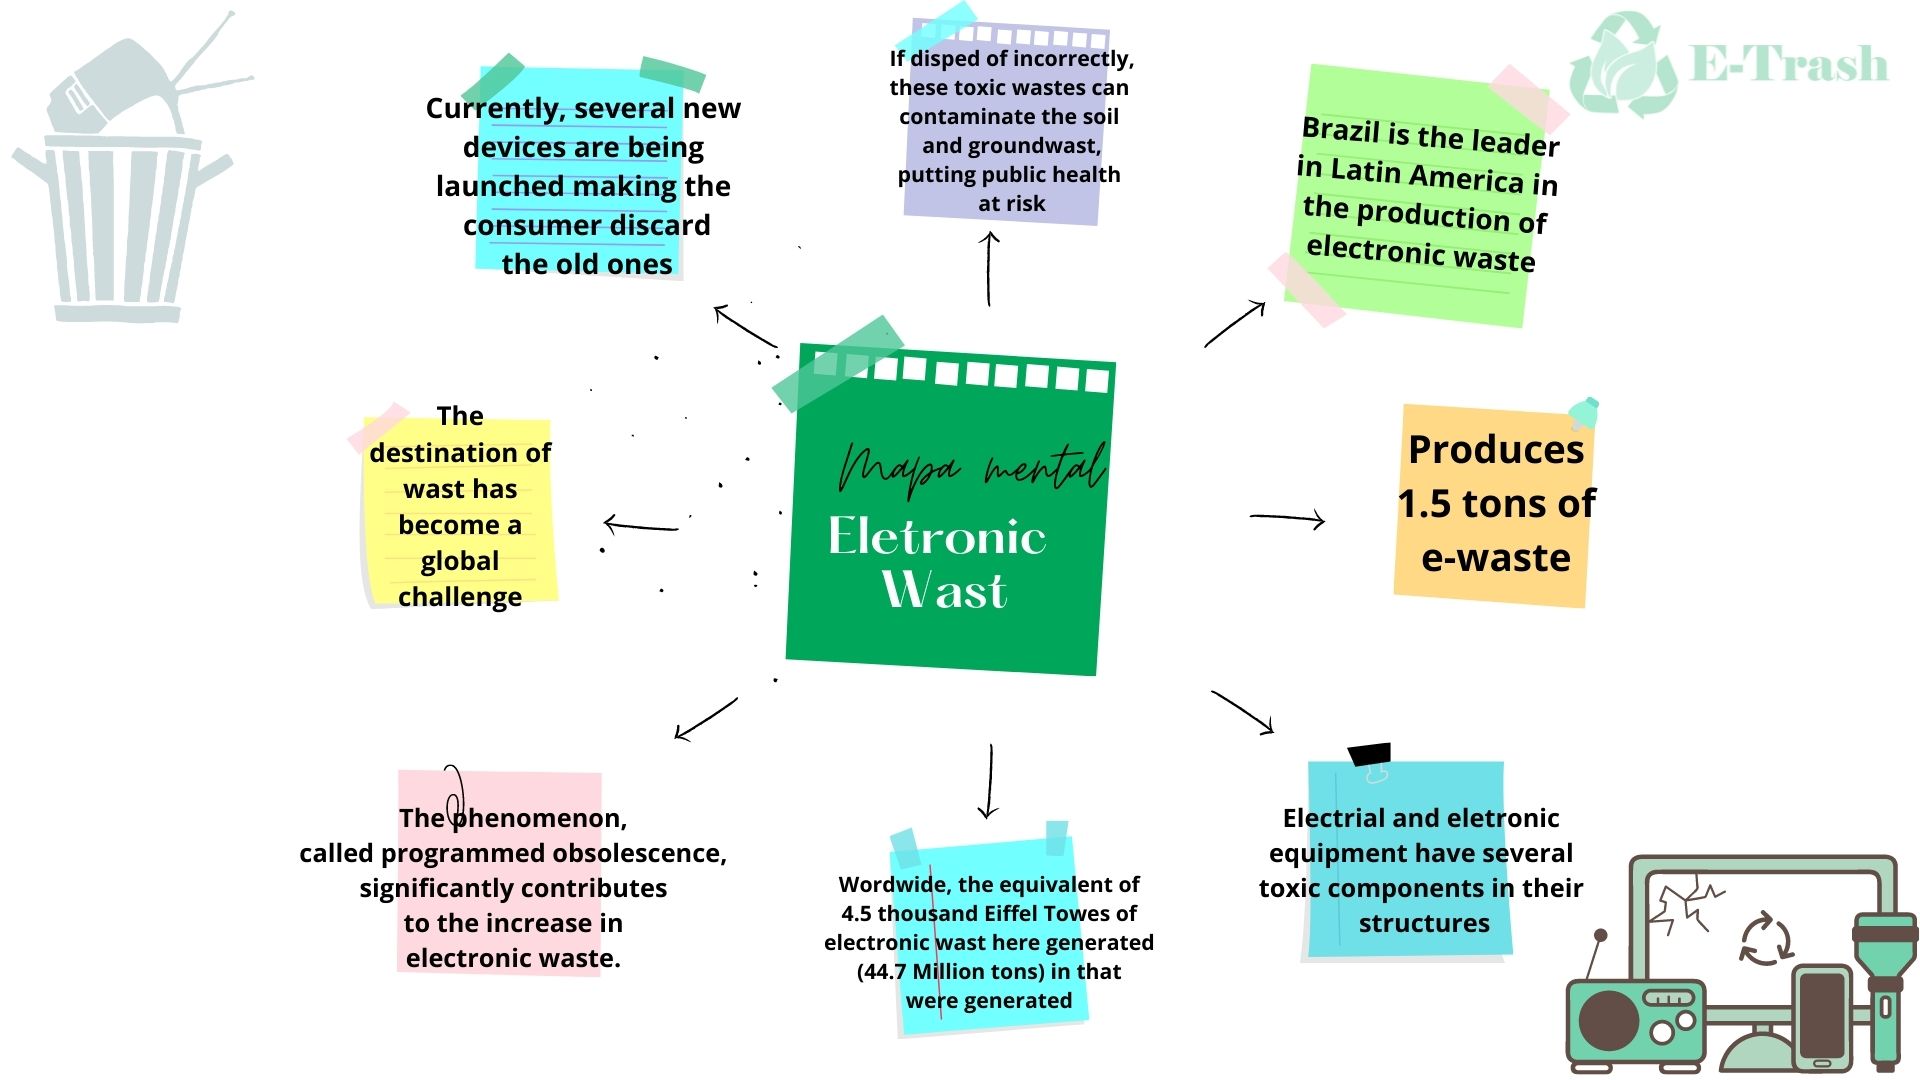 E-Trash
Currently, several new
devices are being
launched making the
consumer discard
the old ones
If disped of incorrectly,
these toxic wastes can
contaminate the soil
and groundwast,
putting public health
at risk
Brazil is the leader
in Latin America in
the production of
electronic waste
The
destination of
wast has
become a
global
challenge
Mapa mental
Eletronic
Wast
Produces
1.5 tons of
e-waste
The phenomenon,
called programmed obsolescence,
significantly contributes
to the increase in
electronic waste.
Wordwide, the equivalent of
4.5 thousand Eiffel Towes of
electronic wast here generated
(44.7 Million tons) in that
were generated
Electrial and eletronic
equipment have several
toxic components in their
structures